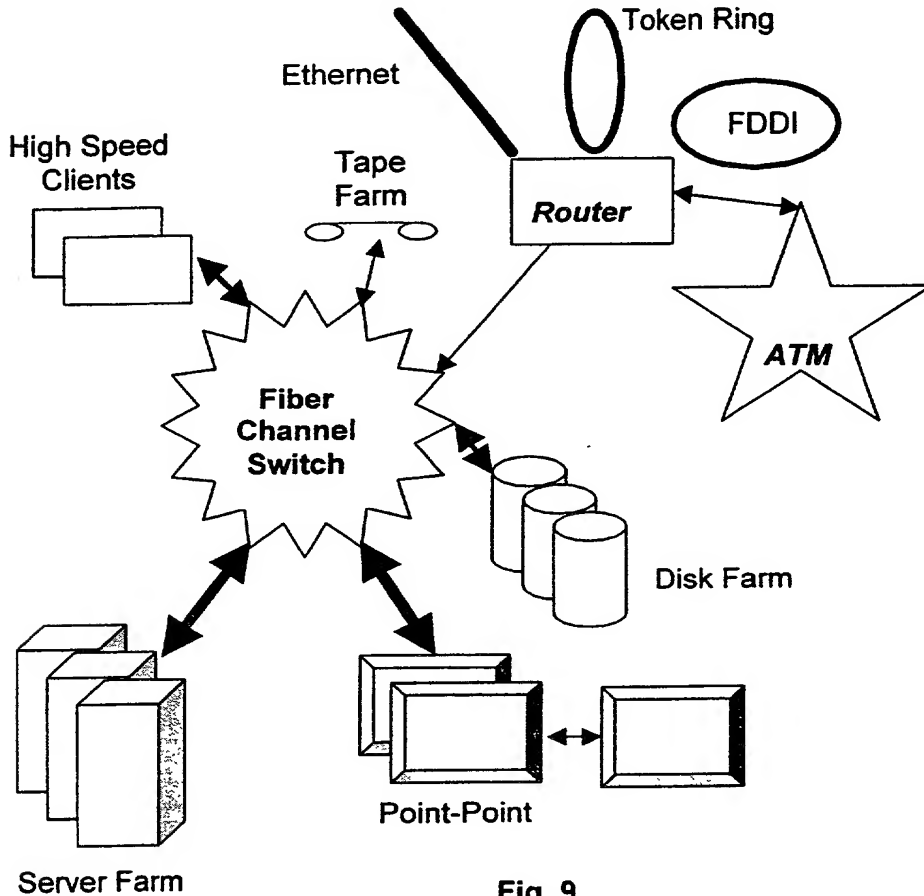 Token Ring
Ethernet
FDDI
High Speed
Clients
Tape
Farm
Router
ATM
Fiber
Channel
Switch
Disk Farm
Point-Point
Server Farm
Fig. 9